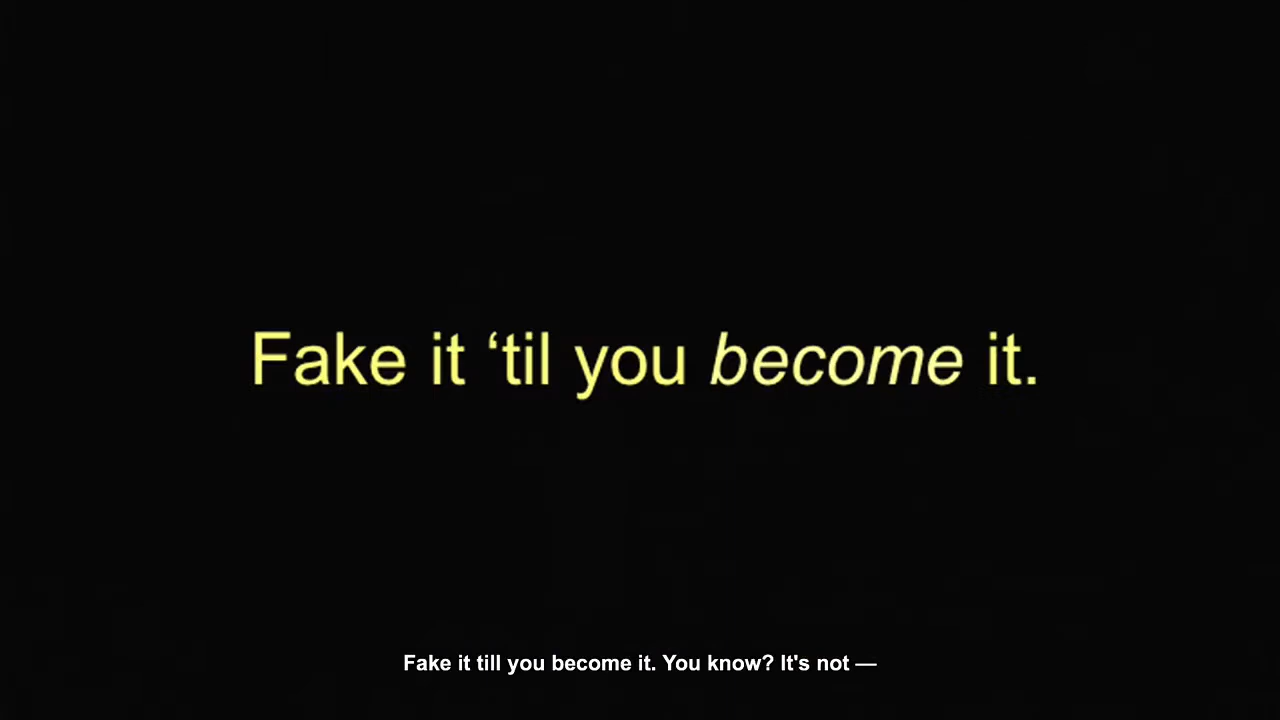 Fake it ‘til you become it.
Fake it till you become it. You know? It's not —